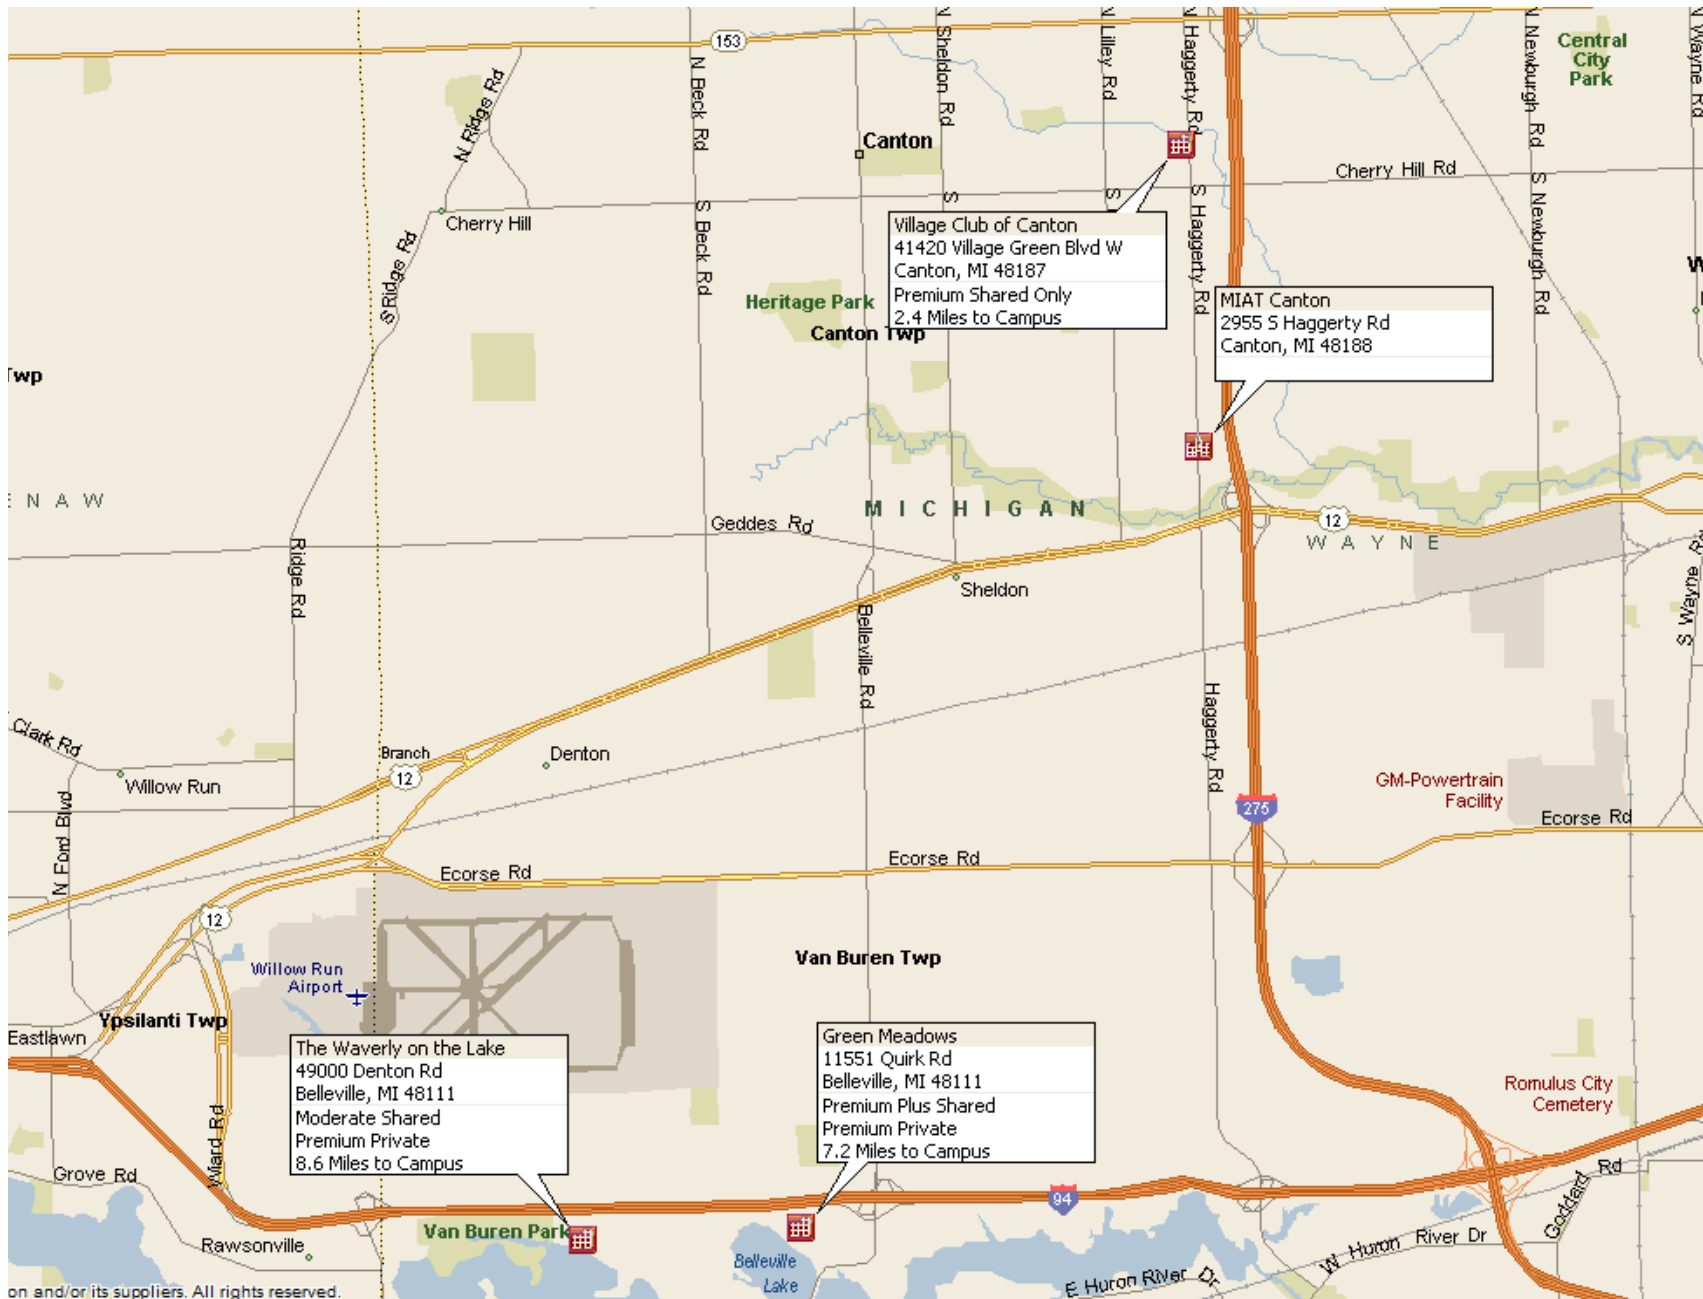 153
N Ridge Rd
N Beck Rd
N Sheldon Rd
N Lilley Rd
N Haggerty Rd
N Newburgh Rd
N Wayne Rd
Central
City
Park
Canton
Cherry Hill Rd
Cherry Hill
S Ridge Rd
S Beck Rd
S
S
S Haggerty Rd
S Newburgh Rd
Village Club of Canton
41420 Village Green Blvd W
Canton, MI 48187
Premium Shared Only
2.4 Miles to Campus
Heritage Park
Canton Twp
MIAT Canton
2955 S Haggerty Rd
Canton, MI 48188
W
Twp
E N A W
MICHIGAN
Geddes Rd
12
WAYNE
Ridge Rd
Sheldon
Belleville Rd
S Wayne Rd
Haggerty Rd
Clark Rd
Willow Run
Branch
12
Denton
GM-Powertrain
Facility
275
Ecorse Rd
N Ford Blvd
Ecorse Rd
Ecorse Rd
12
Willow Run
Airport
Van Buren Twp
Ypsilanti Twp
Eastlawn
The Waverly on the Lake
49000 Denton Rd
Belleville, MI 48111
Moderate Shared
Premium Private
8.6 Miles to Campus
Green Meadows
11551 Quirk Rd
Belleville, MI 48111
Premium Plus Shared
Premium Private
7.2 Miles to Campus
Romulus City
Cemetery
Wiard Rd
Grove Rd
94
Goddard Rd
Van Buren Park
Rawsonville
Belleville
Lake
W Huron River Dr
E Huron River Dr
on and/or its suppliers. All rights reserved.